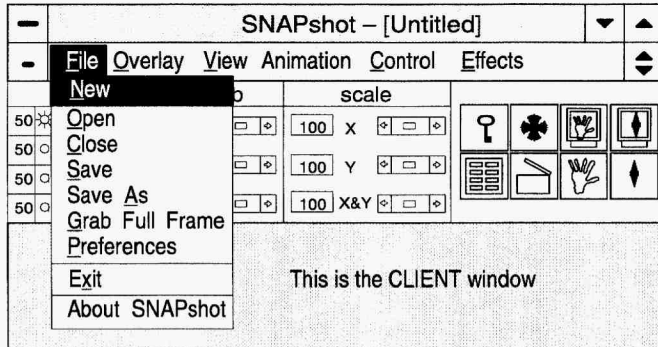 SNAPshot – [Untitled]
File Overlay View Animation Control Effects
New
Open
Close
Save
Save As
Grab Full Frame
Preferences
Exit
About SNAPshot
50
50
50
50
scale
100 X
100 Y
100 X&Y
This is the CLIENT window